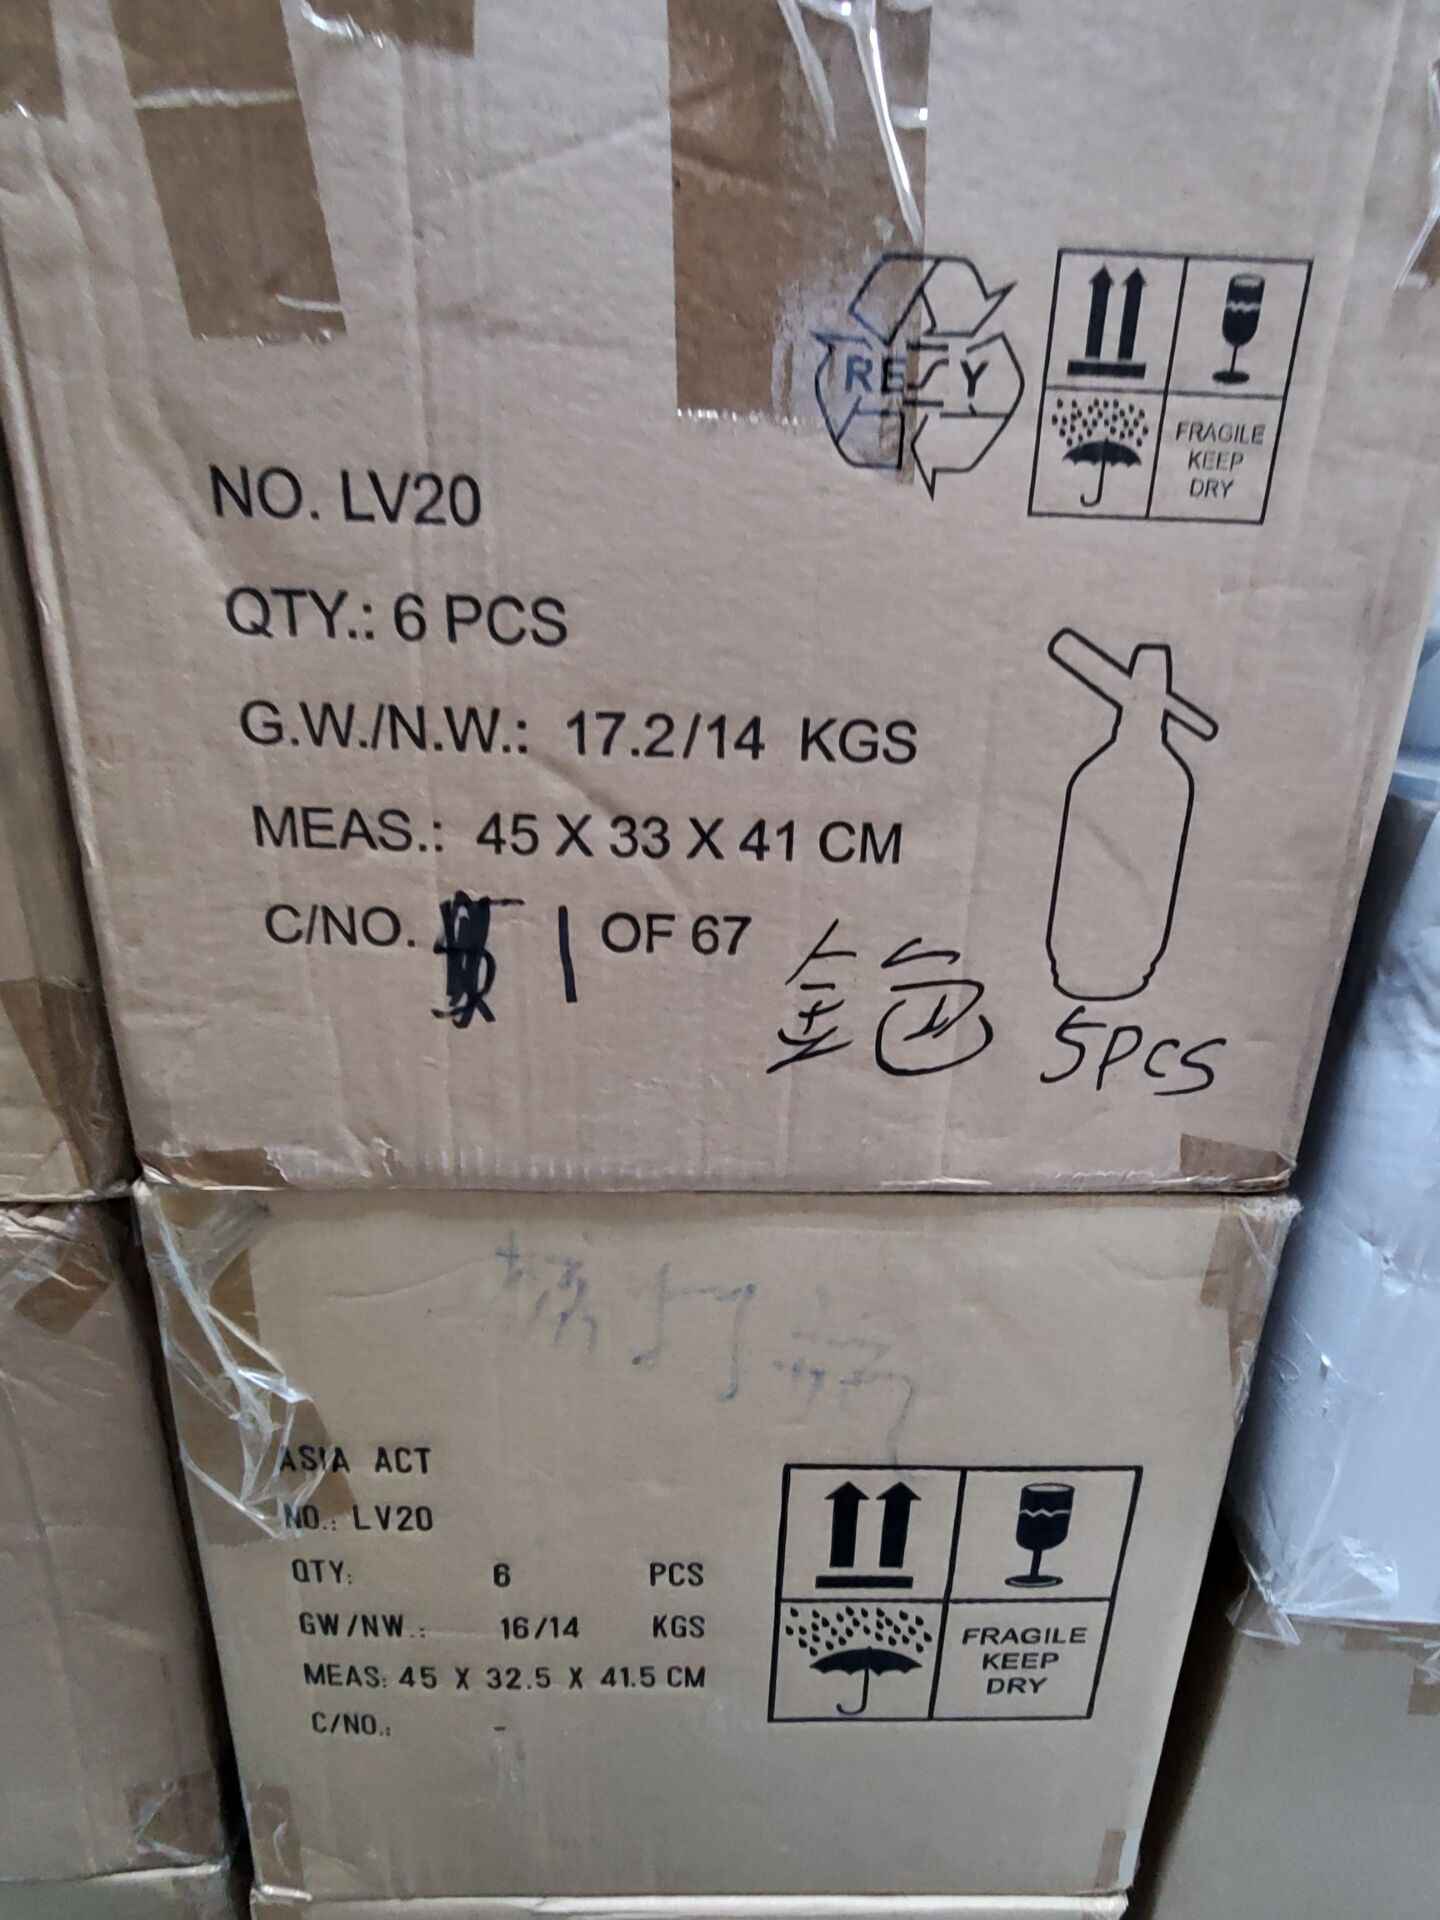 RESY
FRAGILE
KEEP
DRY
NO. LV20
QTY.: 6 PCS
G.W./N.W.: 17.2/14 KGS
MEAS.: 45 X 33 X 41 CM
C/NO. 1 OF 67
5PCS
ASIA ACT
NO.: LV20
QTY: 6 PCS
GW/NW.: 16/14 KGS
MEAS: 45 X 32.5 X 41.5 CM
C/NO.: -
FRAGILE
KEEP
DRY